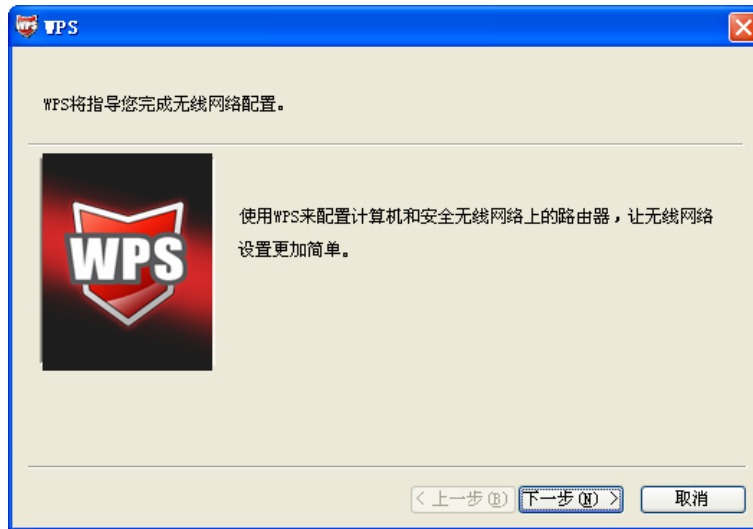 WPS
WPS将指导您完成无线网络配置。
WPS
使用WPS来配置计算机和安全无线网络上的路由器，让无线网络
设置更加简单。
< 上一步(B)
下一步(N) >
取消